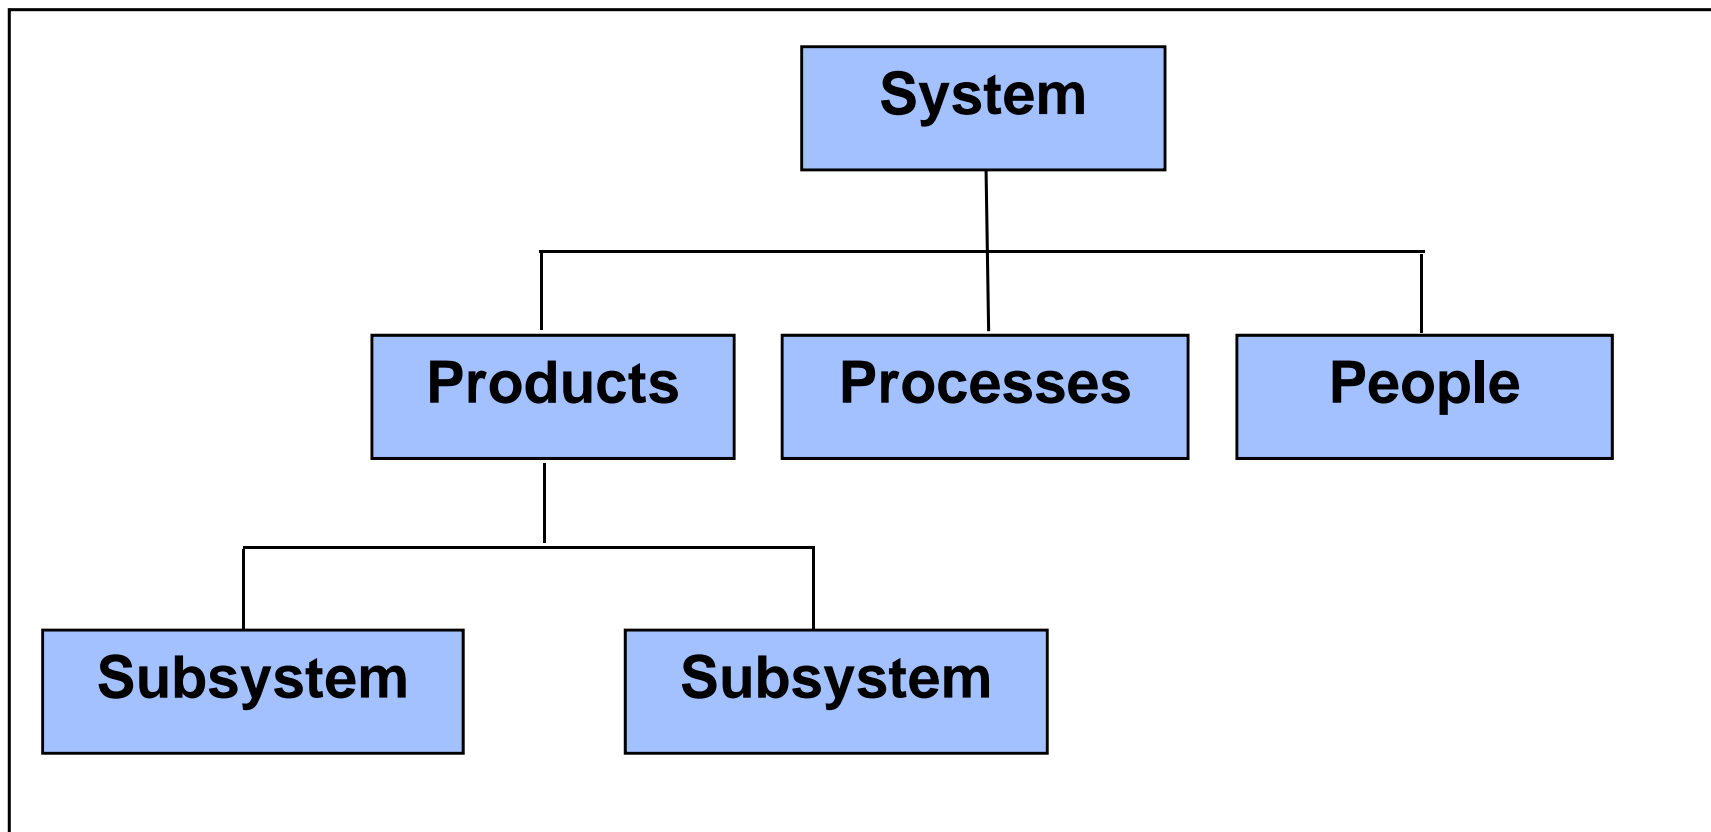 System
Products
Processes
People
Subsystem
Subsystem